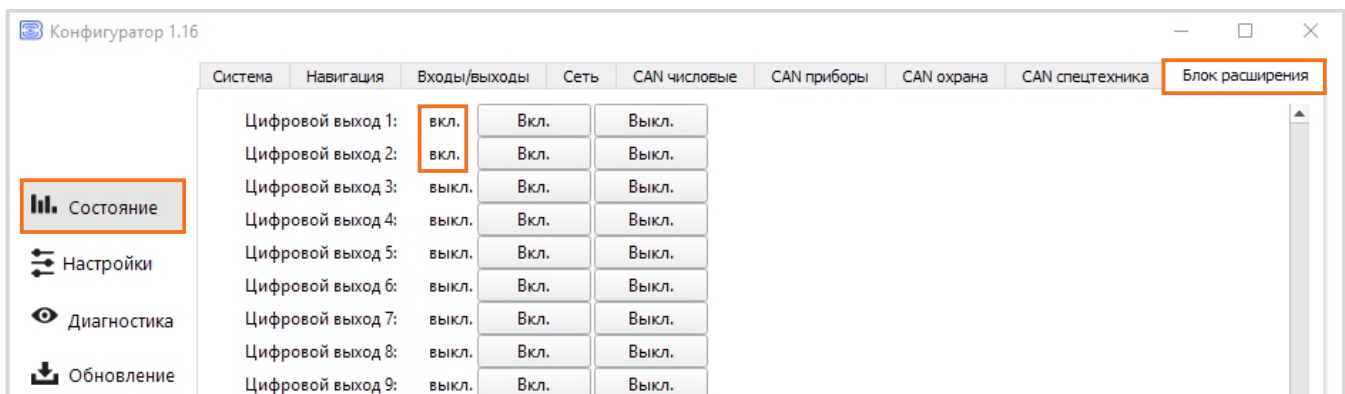 Конфигуратор 1.16
Система Навигация Входы/выходы Сеть CAN числовые CAN приборы CAN охрана CAN спецтехника Блок расширения
Цифровой выход 1: вкл. Вкл. Выкл.
Цифровой выход 2: вкл. Вкл. Выкл.
Цифровой выход 3: выкл. Вкл. Выкл.
Состояние
Цифровой выход 4: выкл. Вкл. Выкл.
Цифровой выход 5: выкл. Вкл. Выкл.
Настройки
Цифровой выход 6: выкл. Вкл. Выкл.
Цифровой выход 7: выкл. Вкл. Выкл.
Диагностика
Цифровой выход 8: выкл. Вкл. Выкл.
Обновление
Цифровой выход 9: выкл. Вкл. Выкл.